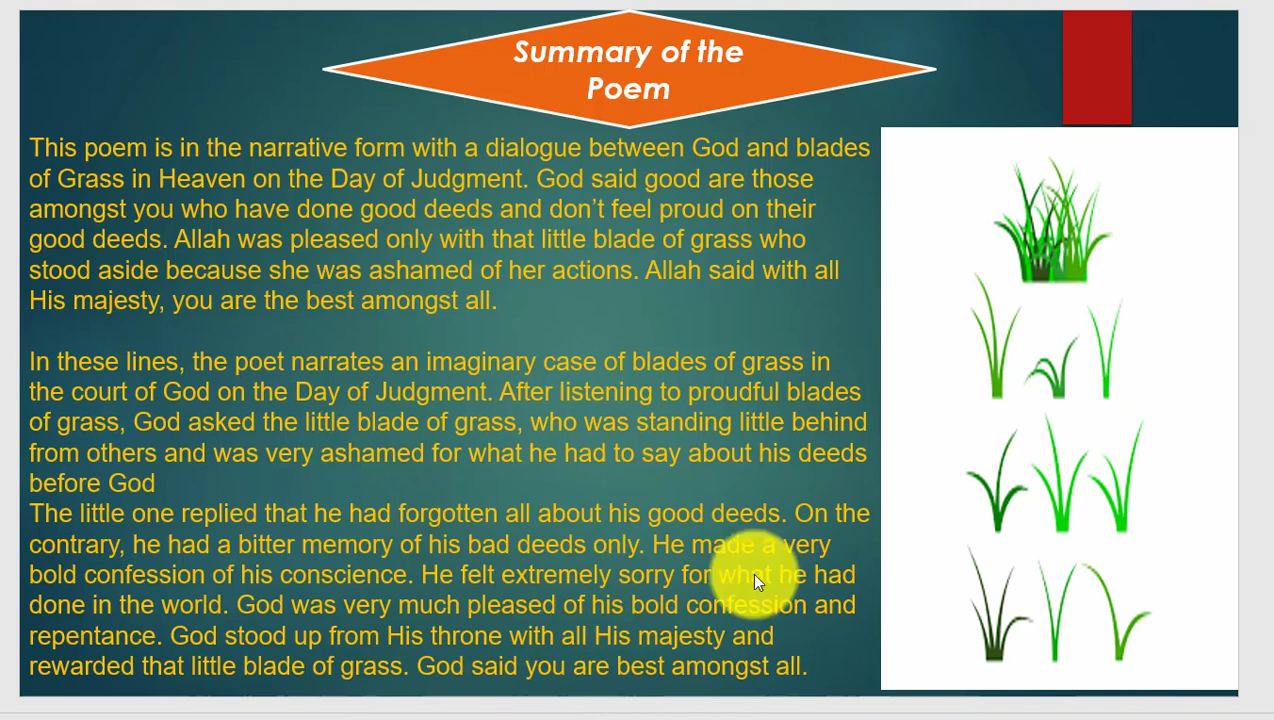 Summary of the
Poem
This poem is in the narrative form with a dialogue between God and blades
of Grass in Heaven on the Day of Judgment. God said good are those
amongst you who have done good deeds and don’t feel proud on their
good deeds. Allah was pleased only with that little blade of grass who
stood aside because she was ashamed of her actions. Allah said with all
His majesty, you are the best amongst all.
In these lines, the poet narrates an imaginary case of blades of grass in
the court of God on the Day of Judgment. After listening to proudful blades
of grass, God asked the little blade of grass, who was standing little behind
from others and was very ashamed for what he had to say about his deeds
before God
The little one replied that he had forgotten all about his good deeds. On the
contrary, he had a bitter memory of his bad deeds only. He made a very
bold confession of his conscience. He felt extremely sorry for what he had
done in the world. God was very much pleased of his bold confession and
repentance. God stood up from His throne with all His majesty and
rewarded that little blade of grass. God said you are best amongst all.